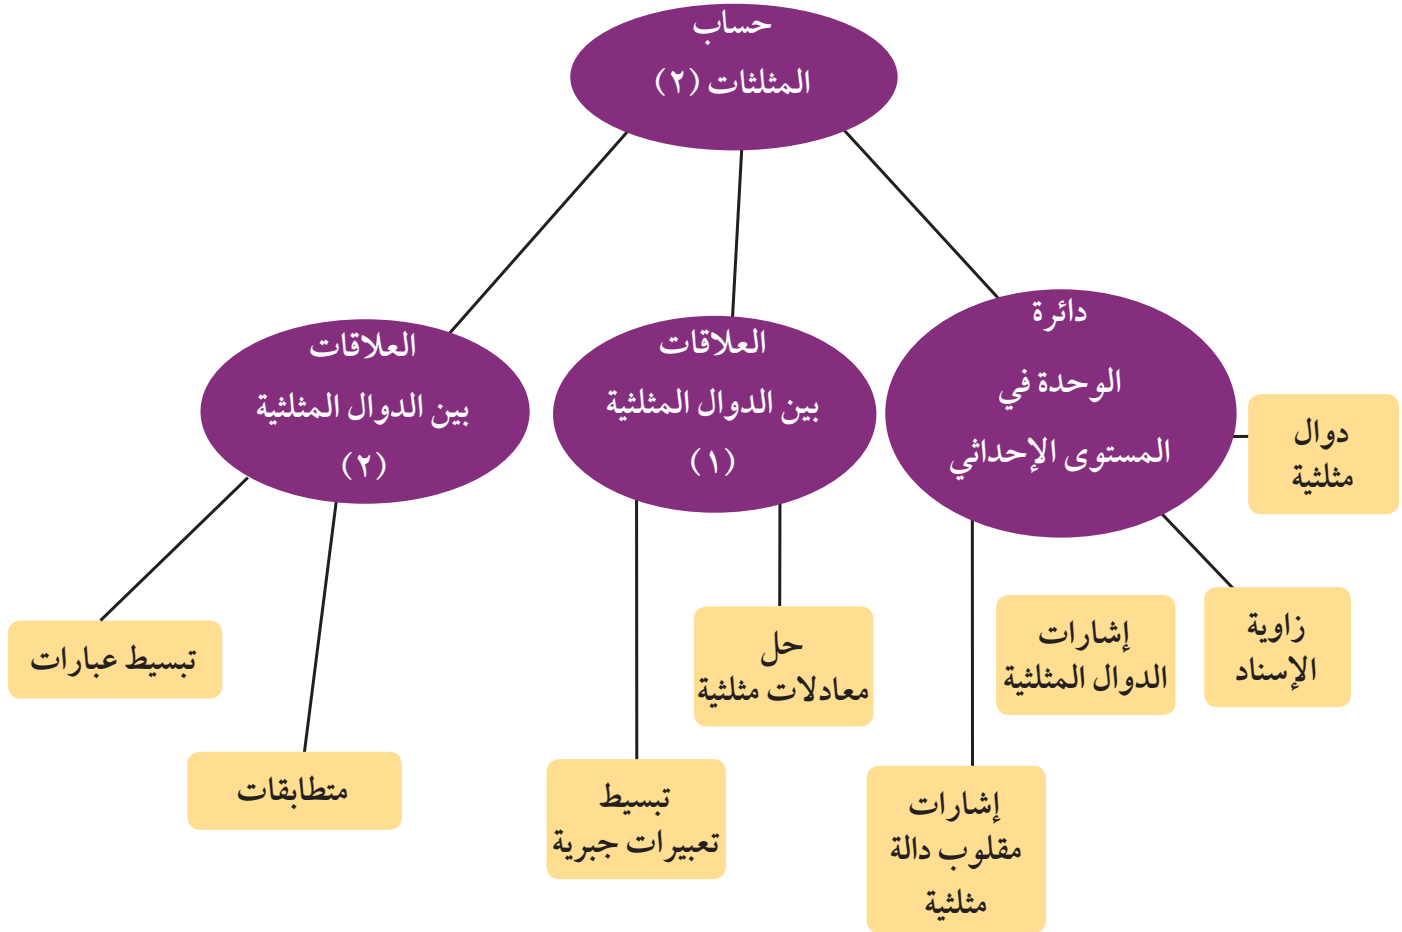 حساب
المثلثات (٢)
دائرة
الوحدة في
المستوى الإحداثي
العلاقات
بين الدوال المثلثية
(١)
العلاقات
بين الدوال المثلثية
(٢)
دوال
مثلثية
زاوية
الإسناد
إشارات
الدوال المثلثية
إشارات
مقلوب دالة
مثلثية
حل
معادلات مثلثية
تبسيط
تعبيرات جبرية
متطابقات
تبسيط عبارات